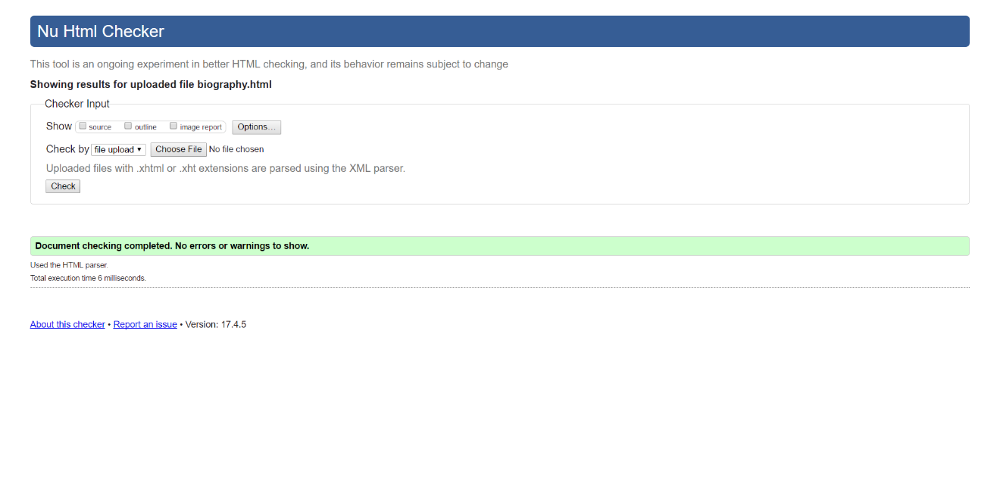 Nu Html Checker
This tool is an ongoing experiment in better HTML checking, and its behavior remains subject to change
Showing results for uploaded file biography.html
Checker Input
Show source outline image report Options...
Check by file upload Choose File No file chosen
Uploaded files with .xhtml or .xht extensions are parsed using the XML parser.
Check
Document checking completed. No errors or warnings to show.
Used the HTML parser.
Total execution time 6 milliseconds.
About this checker • Report an issue • Version: 17.4.5